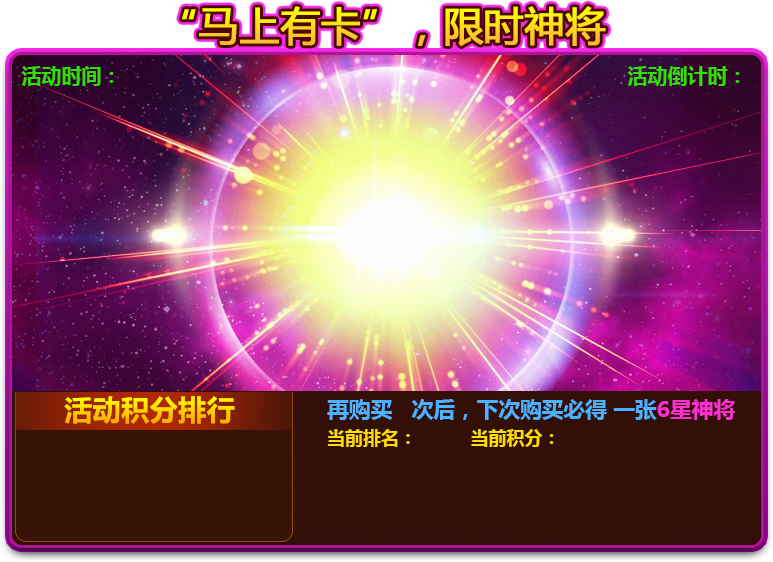 “马上有卡”，限时神将
活动时间：
活动倒计时：
活动积分排行
再购买 次后，下次购买必得 一张6星神将
当前排名：
当前积分：